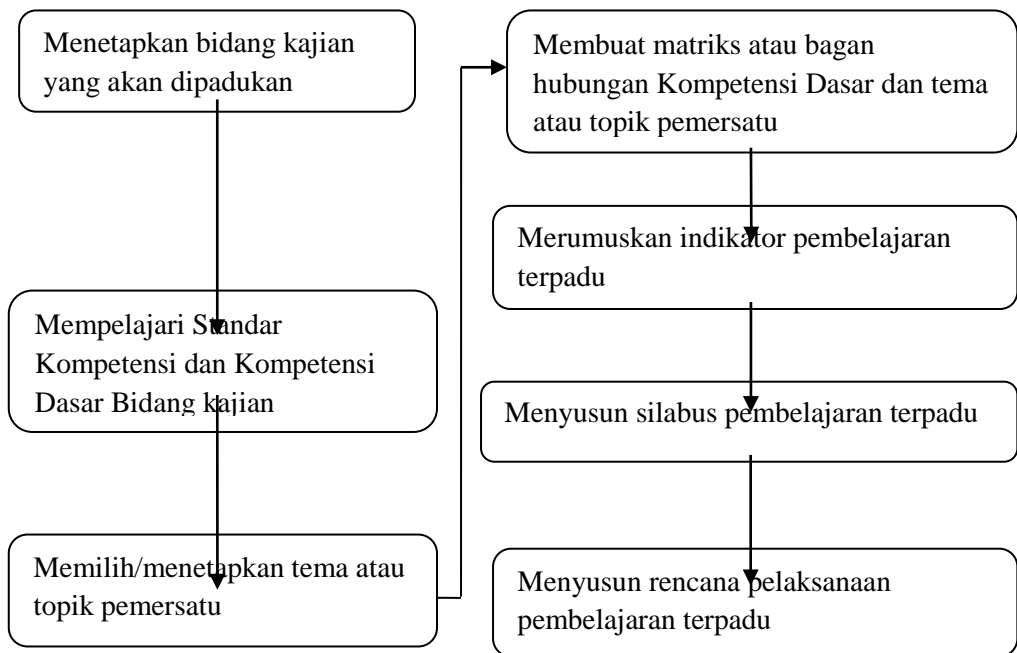 Menetapkan bidang kajian
yang akan dipadukan
Mempelajari Standar
Kompetensi dan Kompetensi
Dasar Bidang kajian
Memilih/menetapkan tema atau
topik pemersatu
Membuat matriks atau bagan
hubungan Kompetensi Dasar dan tema
atau topik pemersatu
Merumuskan indikator pembelajaran
terpadu
Menyusun silabus pembelajaran terpadu
Menyusun rencana pelaksanaan
pembelajaran terpadu